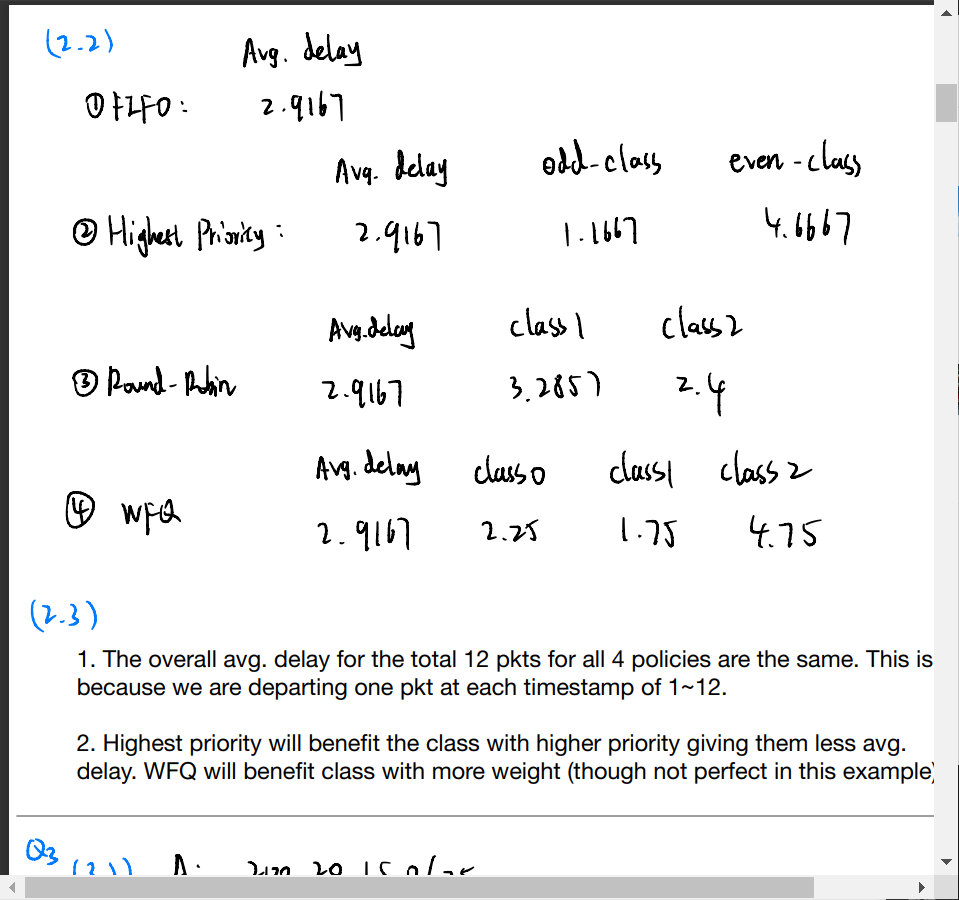 (2.2)
Avg. delay
① FIFO: 2.9167
Avg. delay odd-class even-class
② Highest Priority: 2.9167 1.1667 4.6667
Avg.delay class 1 class 2
③ Round-Robin 2.9167 3.2857 2.4
Avg. delay class 0 class 1 class 2
④ WFQ 2.9167 2.25 1.75 4.75
(2.3)
1. The overall avg. delay for the total 12 pkts for all 4 policies are the same. This is
because we are departing one pkt at each timestamp of 1~12.
2. Highest priority will benefit the class with higher priority giving them less avg.
delay. WFQ will benefit class with more weight (though not perfect in this example)
Q3